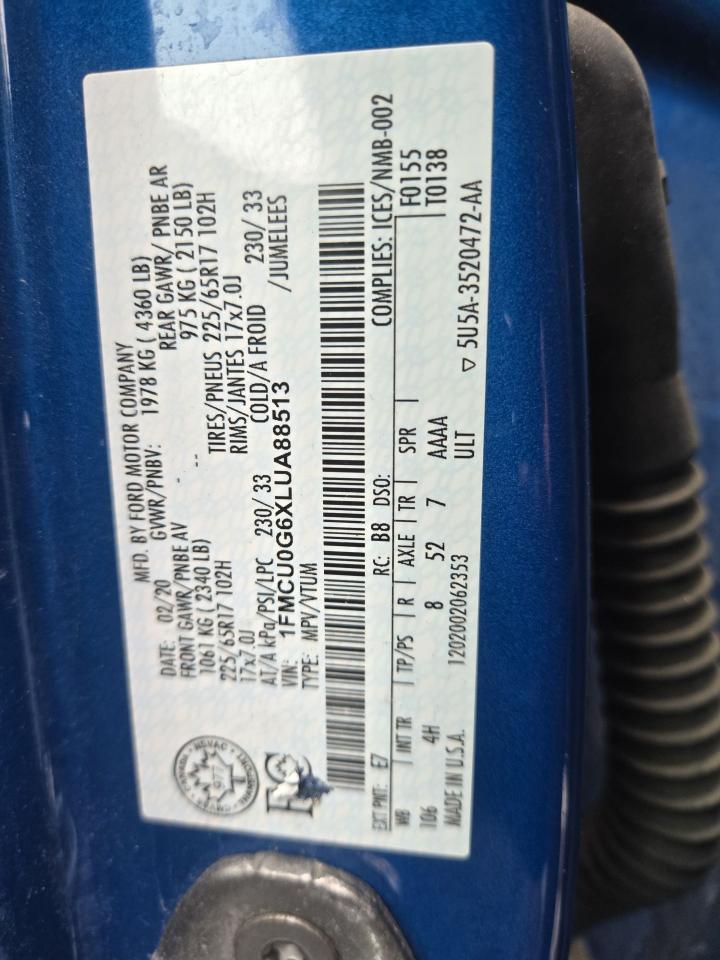 MFD. BY FORD MOTOR COMPANY
DATE: 02/20 GVWR/PNBV: 1978 KG ( 4360 LB)
FRONT GAWR/PNBE AV - -- REAR GAWR/ PNBE AR
1061 KG ( 2340 LB) 975 KG ( 2150 LB)
225/65R17 102H TIRES/PNEUS 225/65R17 102H
17x7.0J RIMS/JANTES 17x7.0J
AT/A kPa/PSI/LPC 230/ 33 COLD/A FROID 230/ 33
VIN: 1FMCU0G6XLUA88513 /JUMELEES
TYPE: MPV/VTUM
EXT PNT: E7 RC: B8 DSO: COMPLIES: ICES/NMB-002
WB | INT TR | TP/PS | R | AXLE | TR | SPR | F0155
106 4H 8 52 7 AAAA T0138
MADE IN U.S.A. 1202002062353 ULT ▽ 5U5A-3520472-AA